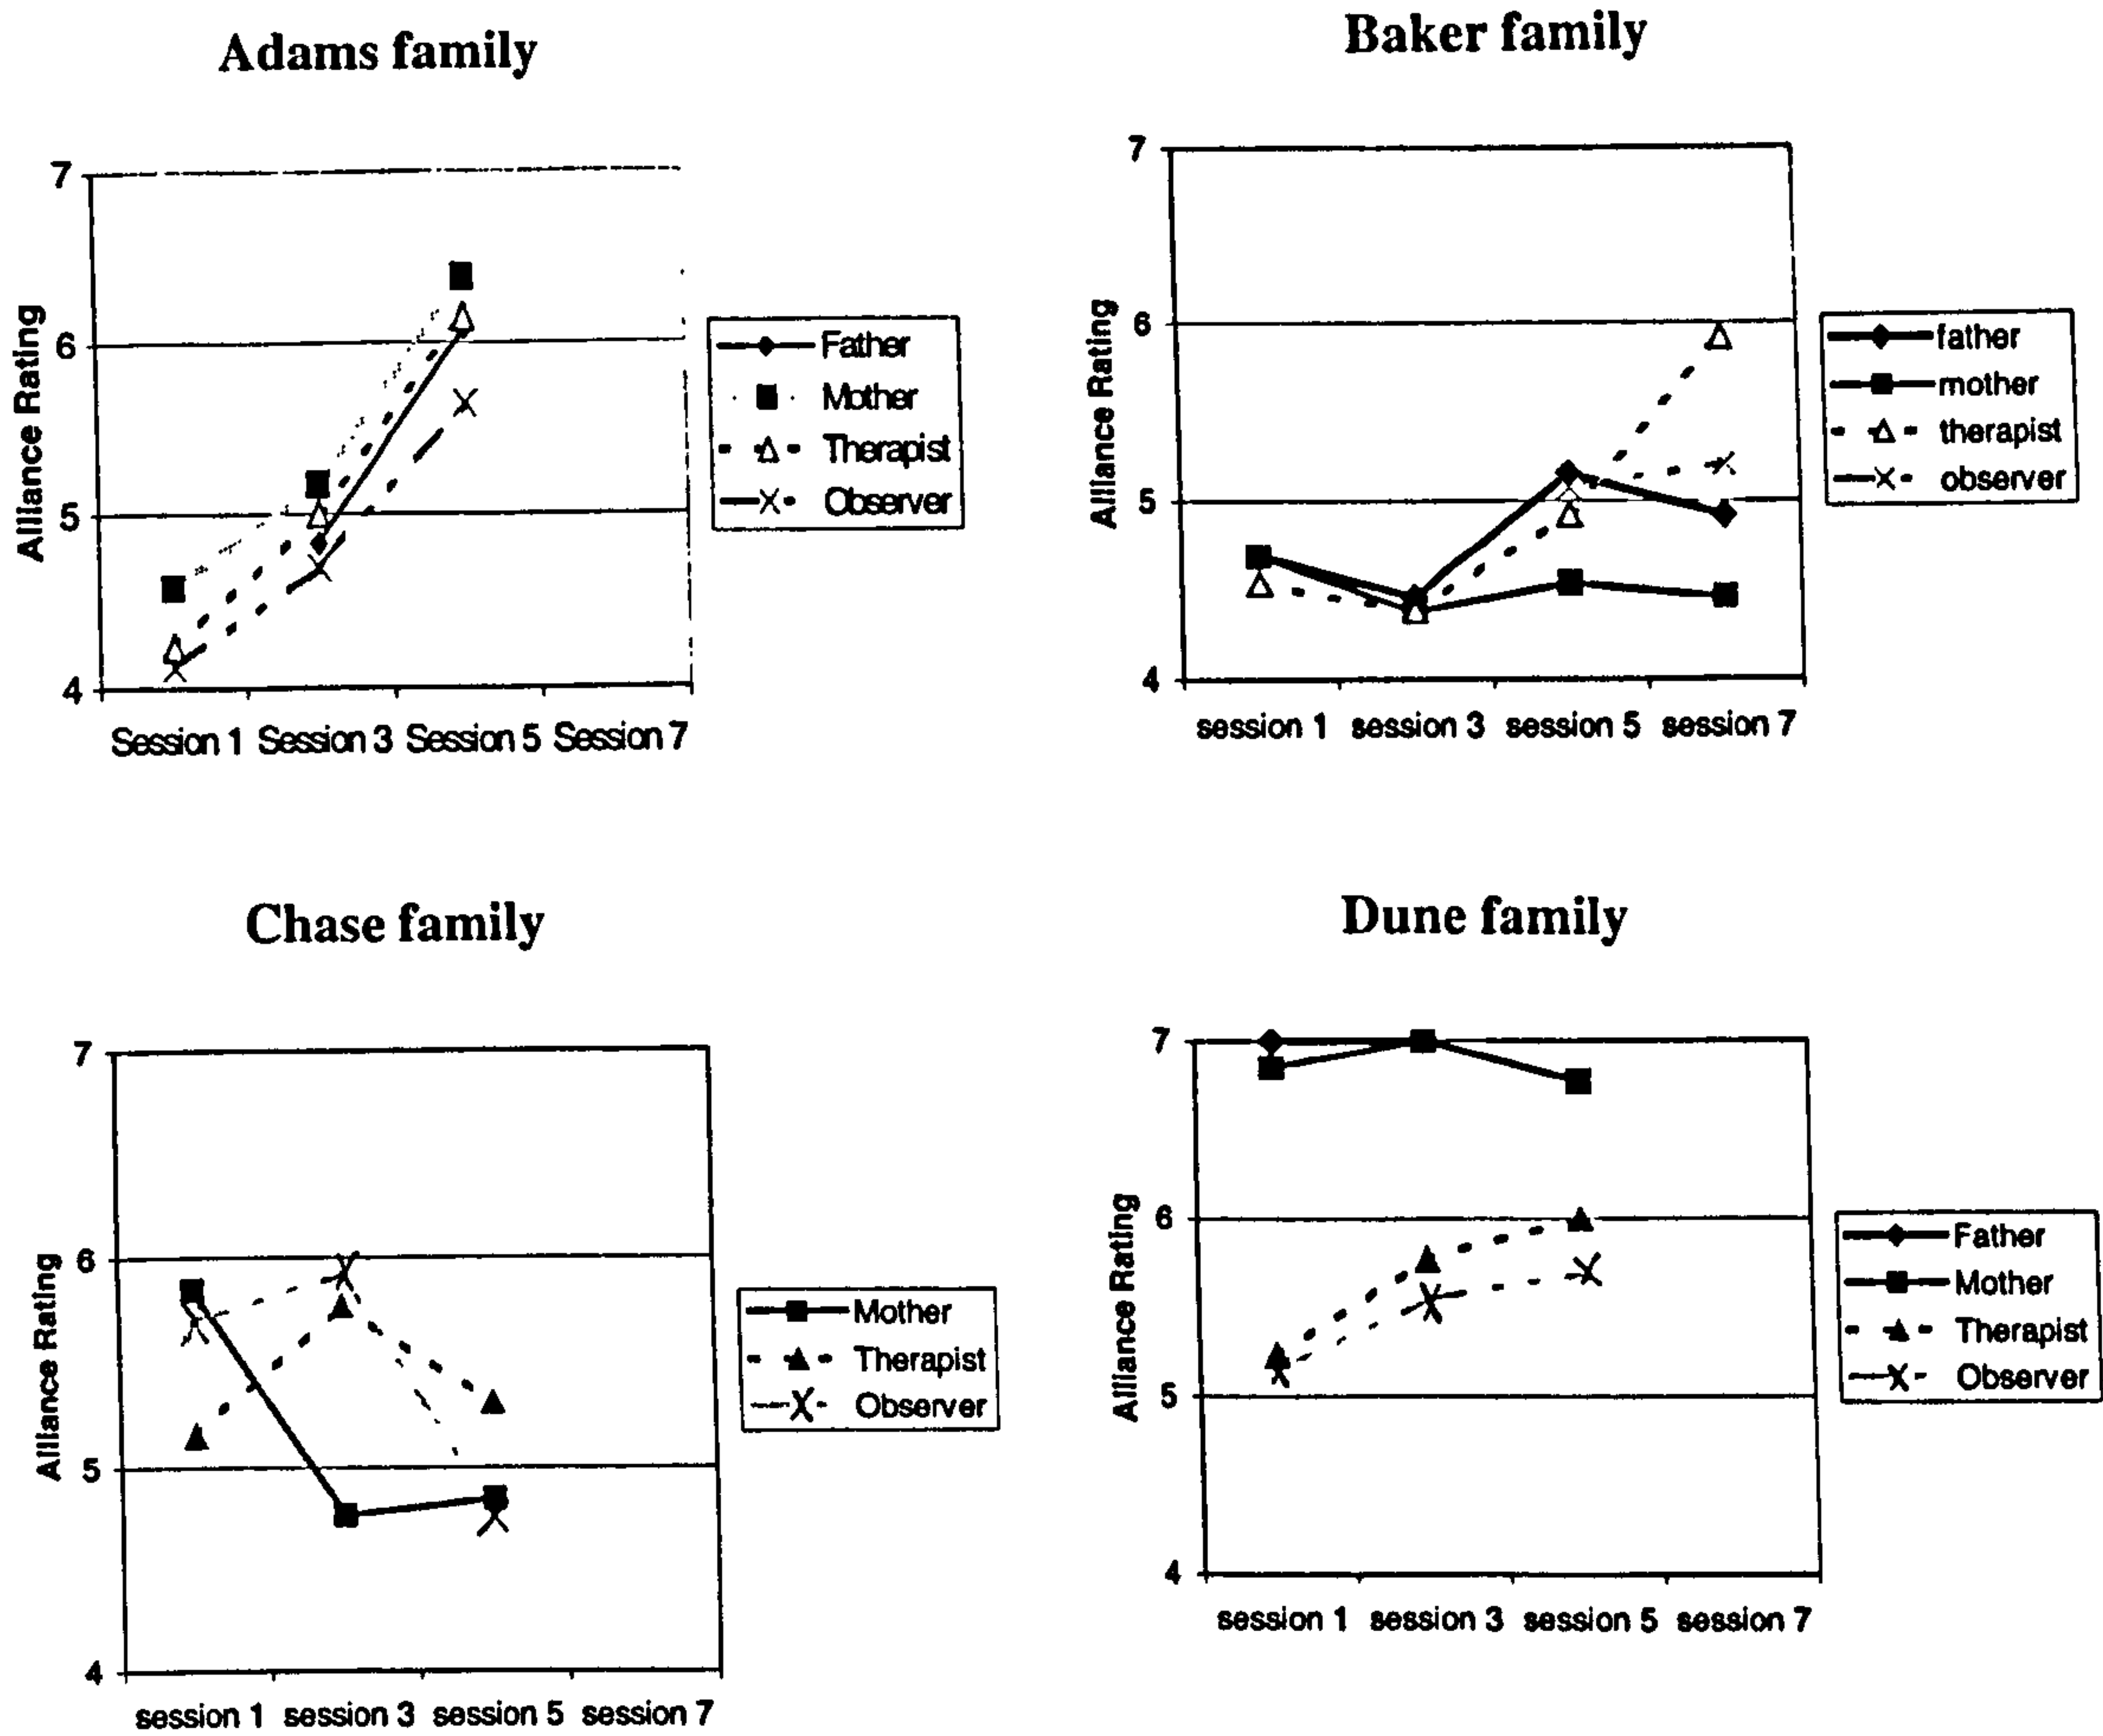 Adams family
7
6
5
4
Alliance Rating
Session 1 Session 3 Session 5 Session 7
Father
Mother
Therapist
Observer
Baker family
7
6
5
4
Alliance Rating
session 1 session 3 session 5 session 7
father
mother
therapist
observer
Chase family
7
6
5
4
Alliance Rating
session 1 session 3 session 5 session 7
Mother
Therapist
Observer
Dune family
7
6
5
4
Alliance Rating
session 1 session 3 session 5 session 7
Father
Mother
Therapist
Observer